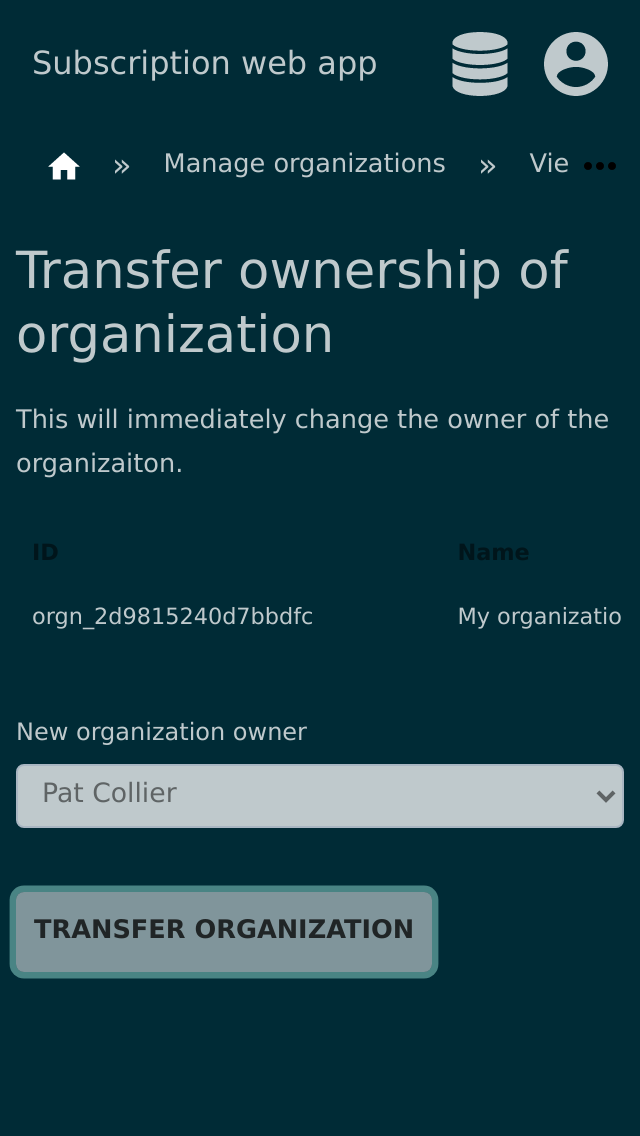 Subscription web app
» Manage organizations » Vie
Transfer ownership of
organization
This will immediately change the owner of the
organizaiton.
ID Name
orgn_2d9815240d7bbdfc My organizatio
New organization owner
Pat Collier
TRANSFER ORGANIZATION